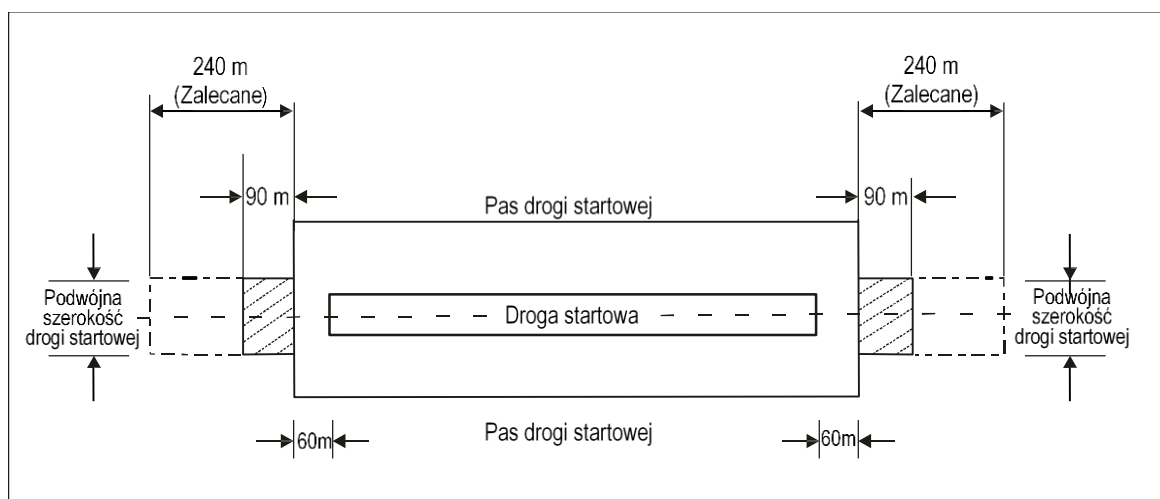 240 m
(Zalecane)
240 m
(Zalecane)
90 m
90 m
Pas drogi startowej
Podwójna
szerokość
drogi startowej
Droga startowa
Podwójna
szerokość
drogi startowej
60m
Pas drogi startowej
60m